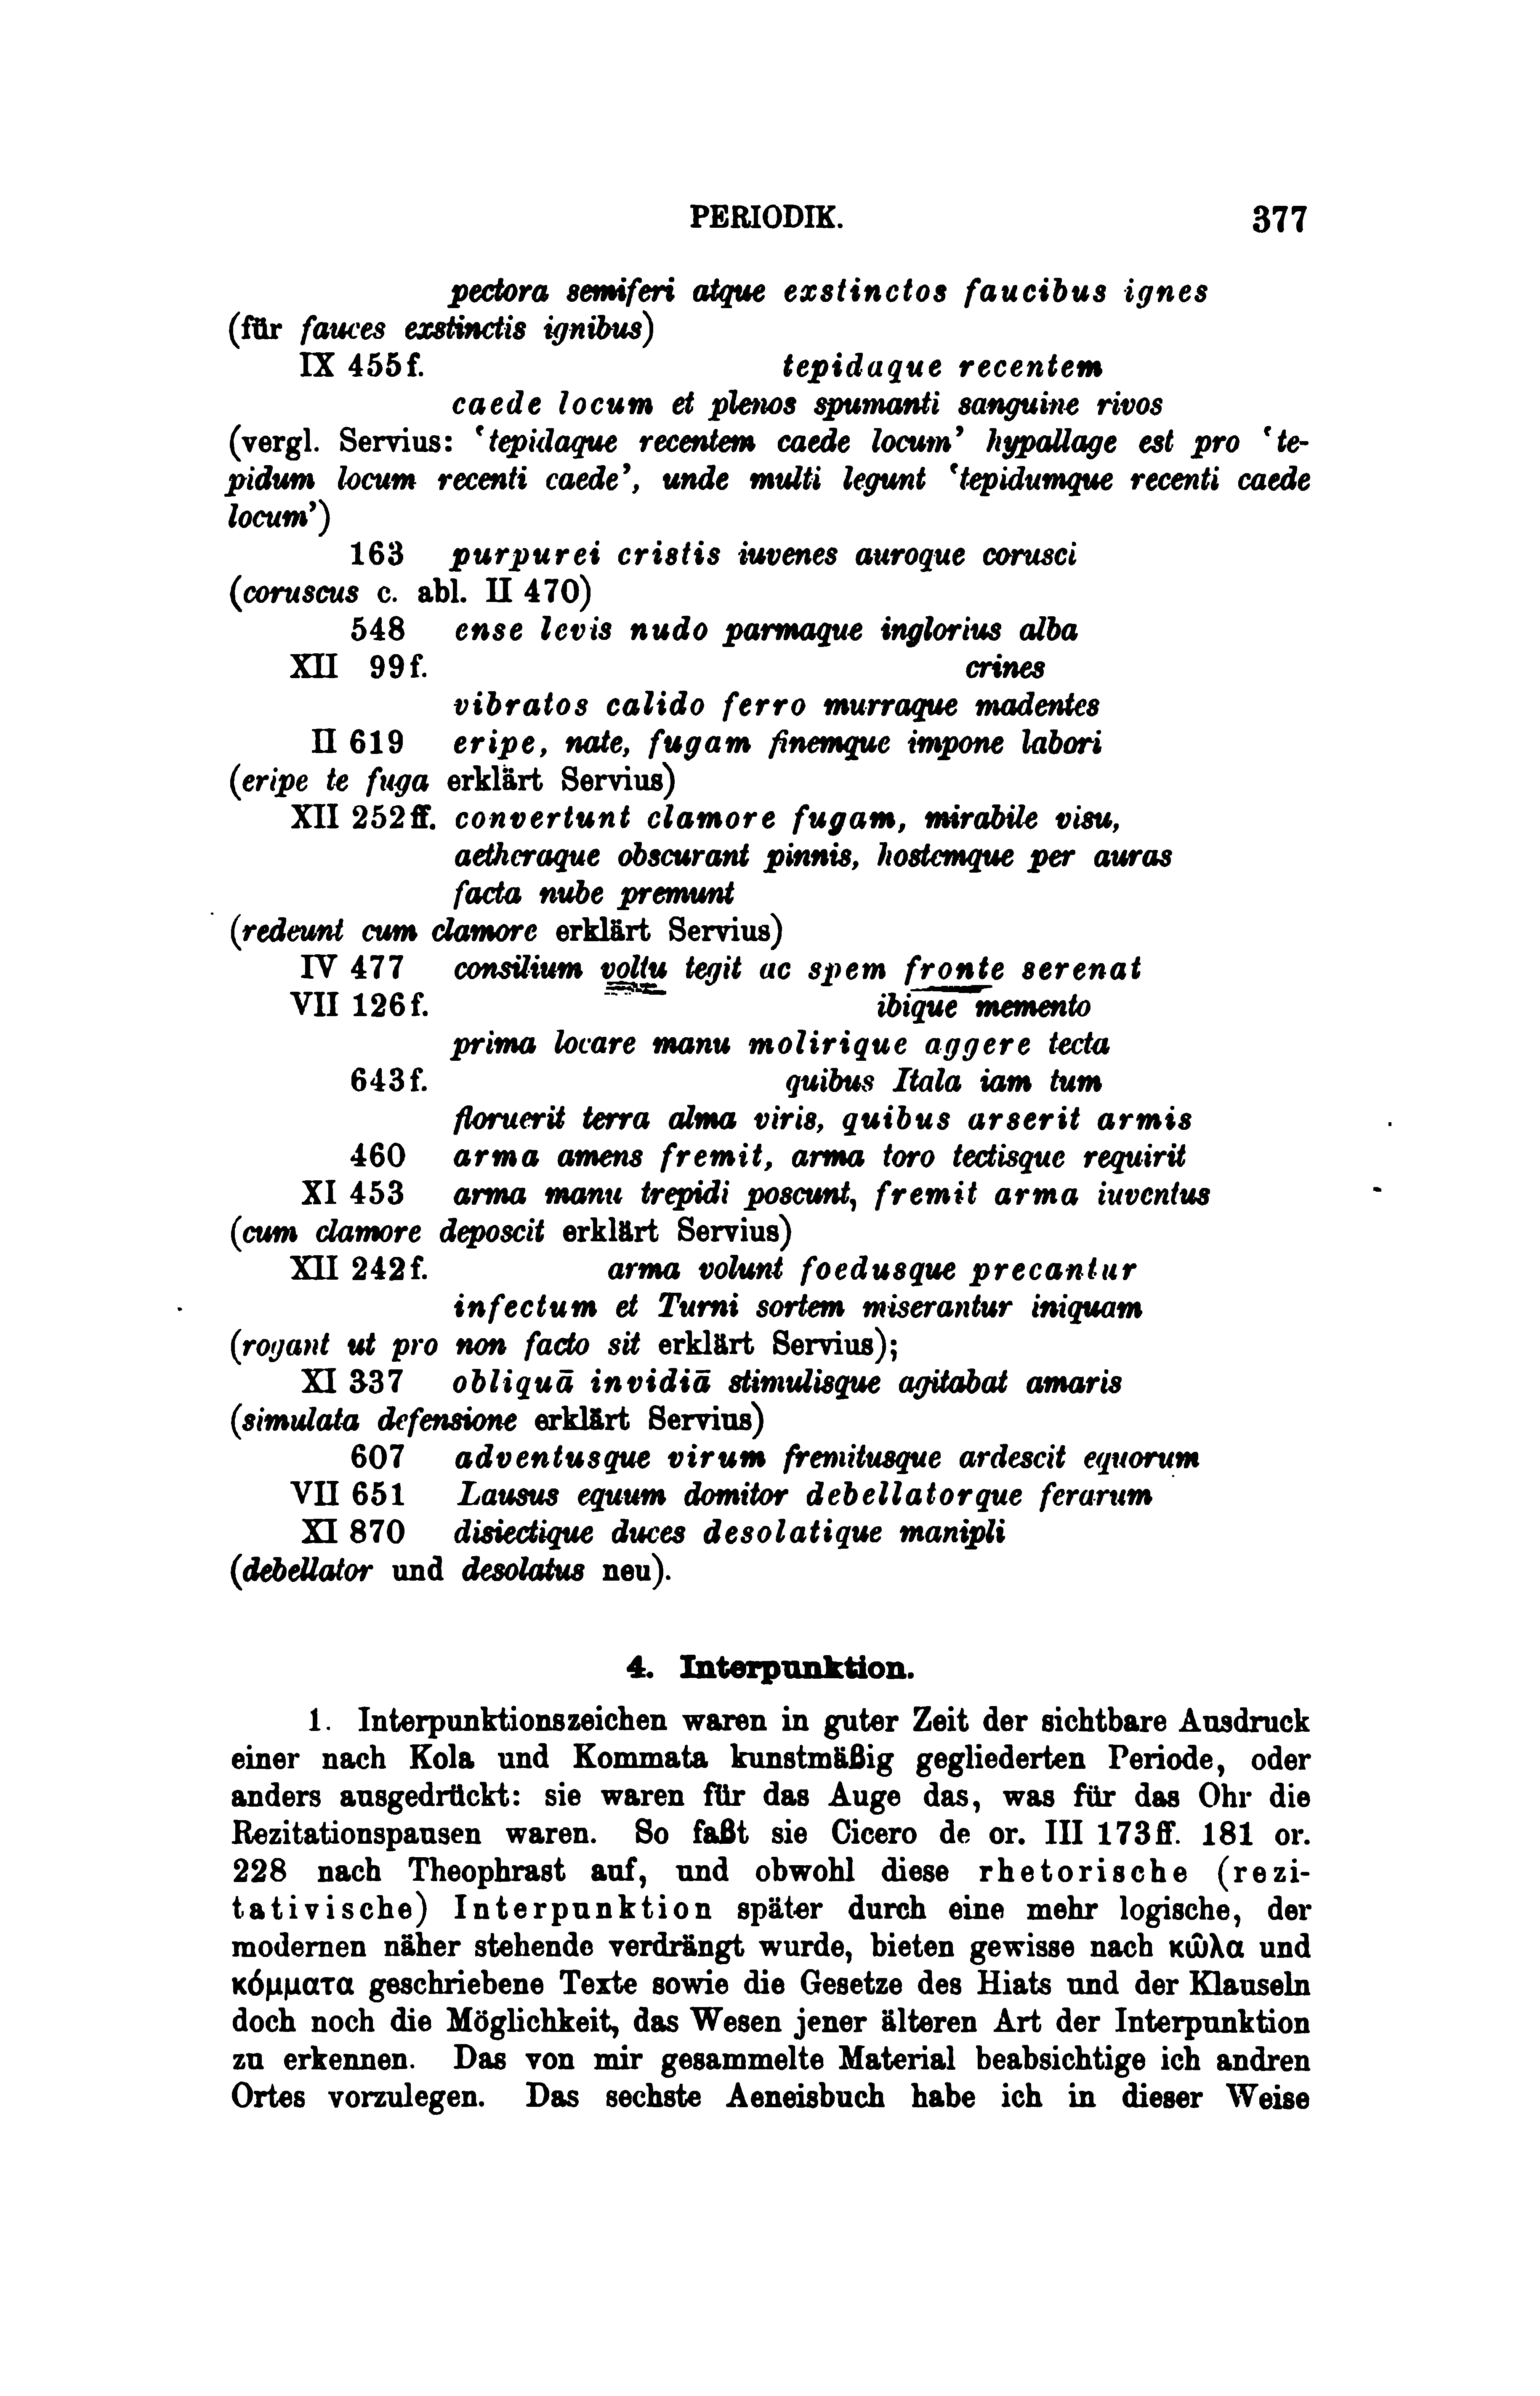 PERIODIK. 377
pectora semiferi atque exstinctos faucibus ignes
(für fauces exstinctis ignibus)
IX 455f. tepidaque recentem
caede locum et plenos spumanti sanguine rivos
(vergl. Servius: ‘tepidaque recentem caede locum’ hypallage est pro ‘te-
pidum locum recenti caede’, unde multi legunt ‘tepidumque recenti caede
locum’)
163 purpurei cristis iuvenes auroque corusci
(coruscus c. abl. II 470)
548 ense levis nudo parmaque inglorius alba
XII 99f. crines
vibratos calido ferro murraque madentes
II 619 eripe, nate, fugam finemque impone labori
(eripe te fuga erklärt Servius)
XII 252ff. convertunt clamore fugam, mirabile visu,
aetheraque obscurant pinnis, hostemque per auras
facta nube premunt
(redeunt cum clamore erklärt Servius)
IV 477 consilium voltu tegit ac spem fronte serenat
VII 126f. ibique memento
prima locare manu molirique aggere tecta
643f. quibus Itala iam tum
floruerit terra alma viris, quibus arserit armis
460 arma amens fremit, arma toro tectisque requirit
XI 453 arma manu trepidi poscunt, fremit arma iuventus
(cum clamore deposcit erklärt Servius)
XII 242f. arma volunt foedusque precantur
infectum et Turni sortem miserantur iniquam
(rogant ut pro non facto sit erklärt Servius);
XI 337 obliquā invidiā stimulisque agitabat amaris
(simulata defensione erklärt Servius)
607 adventusque virum fremitusque ardescit equorum
VII 651 Lausus equum domitor debellatorque ferarum
XI 870 disiectique duces desolatique manipli
(debellator und desolatus neu).
4. Interpunktion.
1. Interpunktionszeichen waren in guter Zeit der sichtbare Ausdruck
einer nach Kola und Kommata kunstmäßig gegliederten Periode, oder
anders ausgedrückt: sie waren für das Auge das, was für das Ohr die
Rezitationspausen waren. So faßt sie Cicero de or. III 173ff. 181 or.
228 nach Theophrast auf, und obwohl diese rhetorische (rezi-
tativische) Interpunktion später durch eine mehr logische, der
modernen näher stehende verdrängt wurde, bieten gewisse nach κῶλα und
κόμματα geschriebene Texte sowie die Gesetze des Hiats und der Klauseln
doch noch die Möglichkeit, das Wesen jener älteren Art der Interpunktion
zu erkennen. Das von mir gesammelte Material beabsichtige ich andren
Ortes vorzulegen. Das sechste Aeneisbuch habe ich in dieser Weise